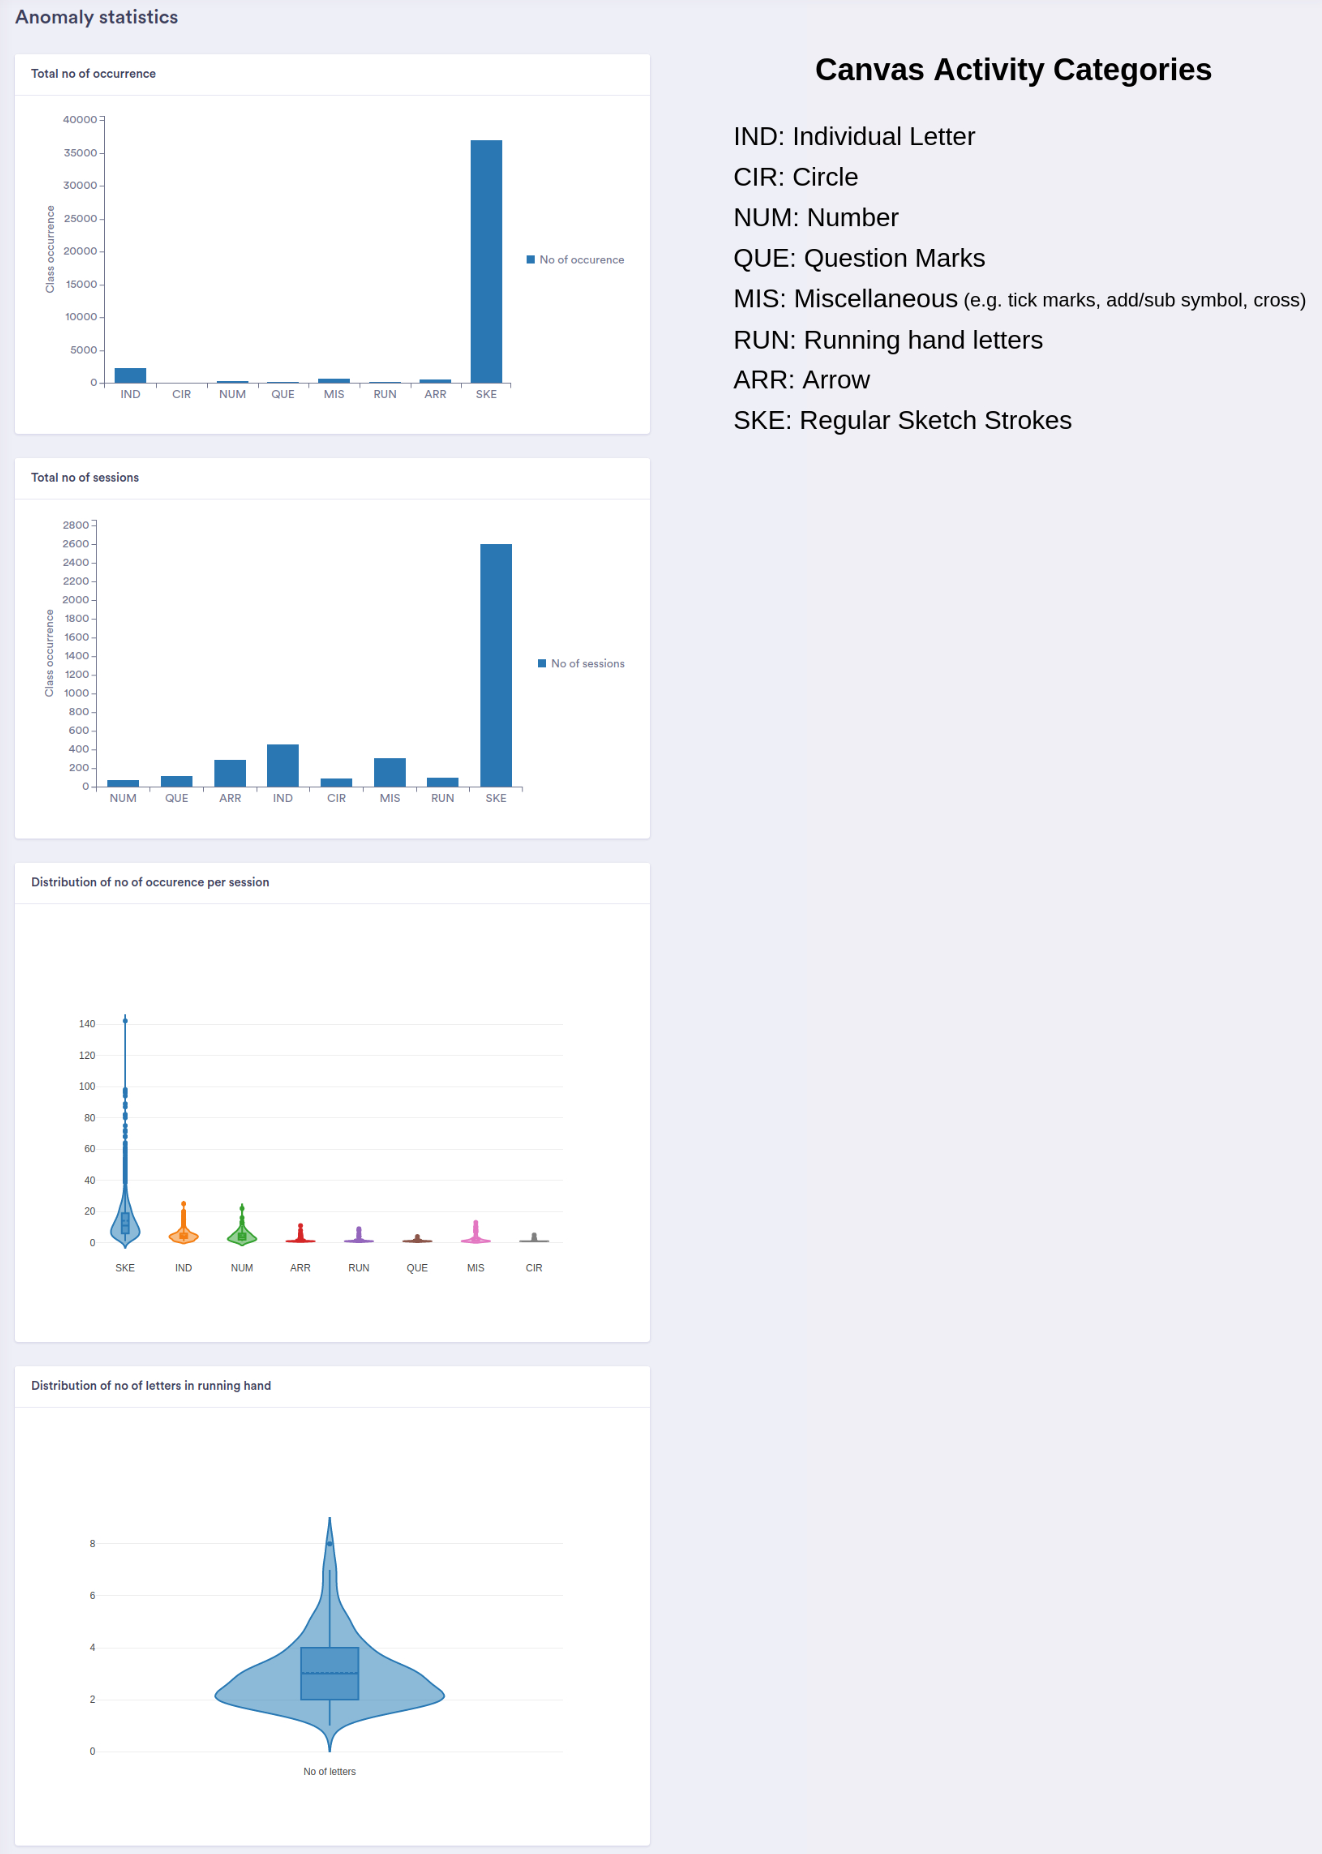 Anomaly statistics
Total no of occurrence
40000
35000
30000
25000
20000
15000
10000
5000
0
Class occurrence
IND CIR NUM QUE MIS RUN ARR SKE
No of occurence
Canvas Activity Categories
IND: Individual Letter
CIR: Circle
NUM: Number
QUE: Question Marks
MIS: Miscellaneous (e.g. tick marks, add/sub symbol, cross)
RUN: Running hand letters
ARR: Arrow
SKE: Regular Sketch Strokes
Total no of sessions
2800
2600
2400
2200
2000
1800
1600
1400
1200
1000
800
600
400
200
0
Class occurrence
NUM QUE ARR IND CIR MIS RUN SKE
No of sessions
Distribution of no of occurence per session
140
120
100
80
60
40
20
0
SKE IND NUM ARR RUN QUE MIS CIR
Distribution of no of letters in running hand
8
6
4
2
0
No of letters